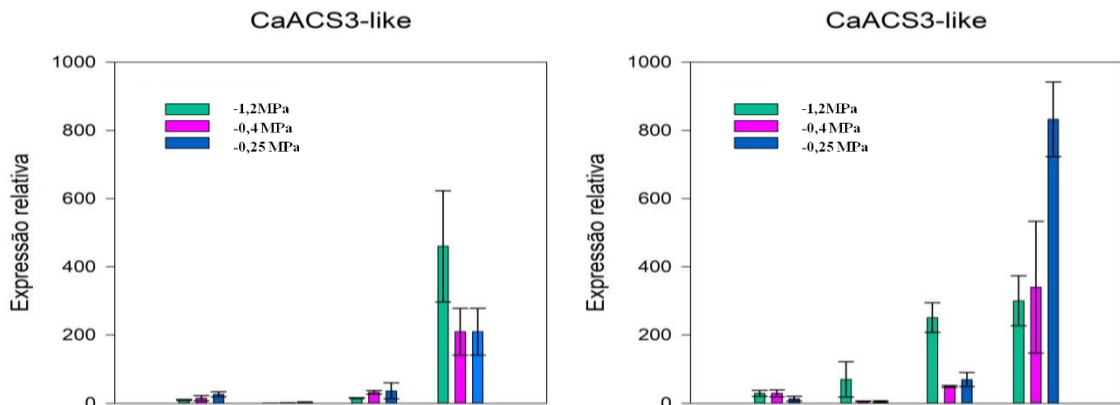 CaACS3-like
1000
800
600
400
200
0
Expressão relativa
-1,2MPa
-0,4 MPa
-0,25 MPa
CaACS3-like
1000
800
600
400
200
0
Expressão relativa
-1,2MPa
-0,4 MPa
-0,25 MPa